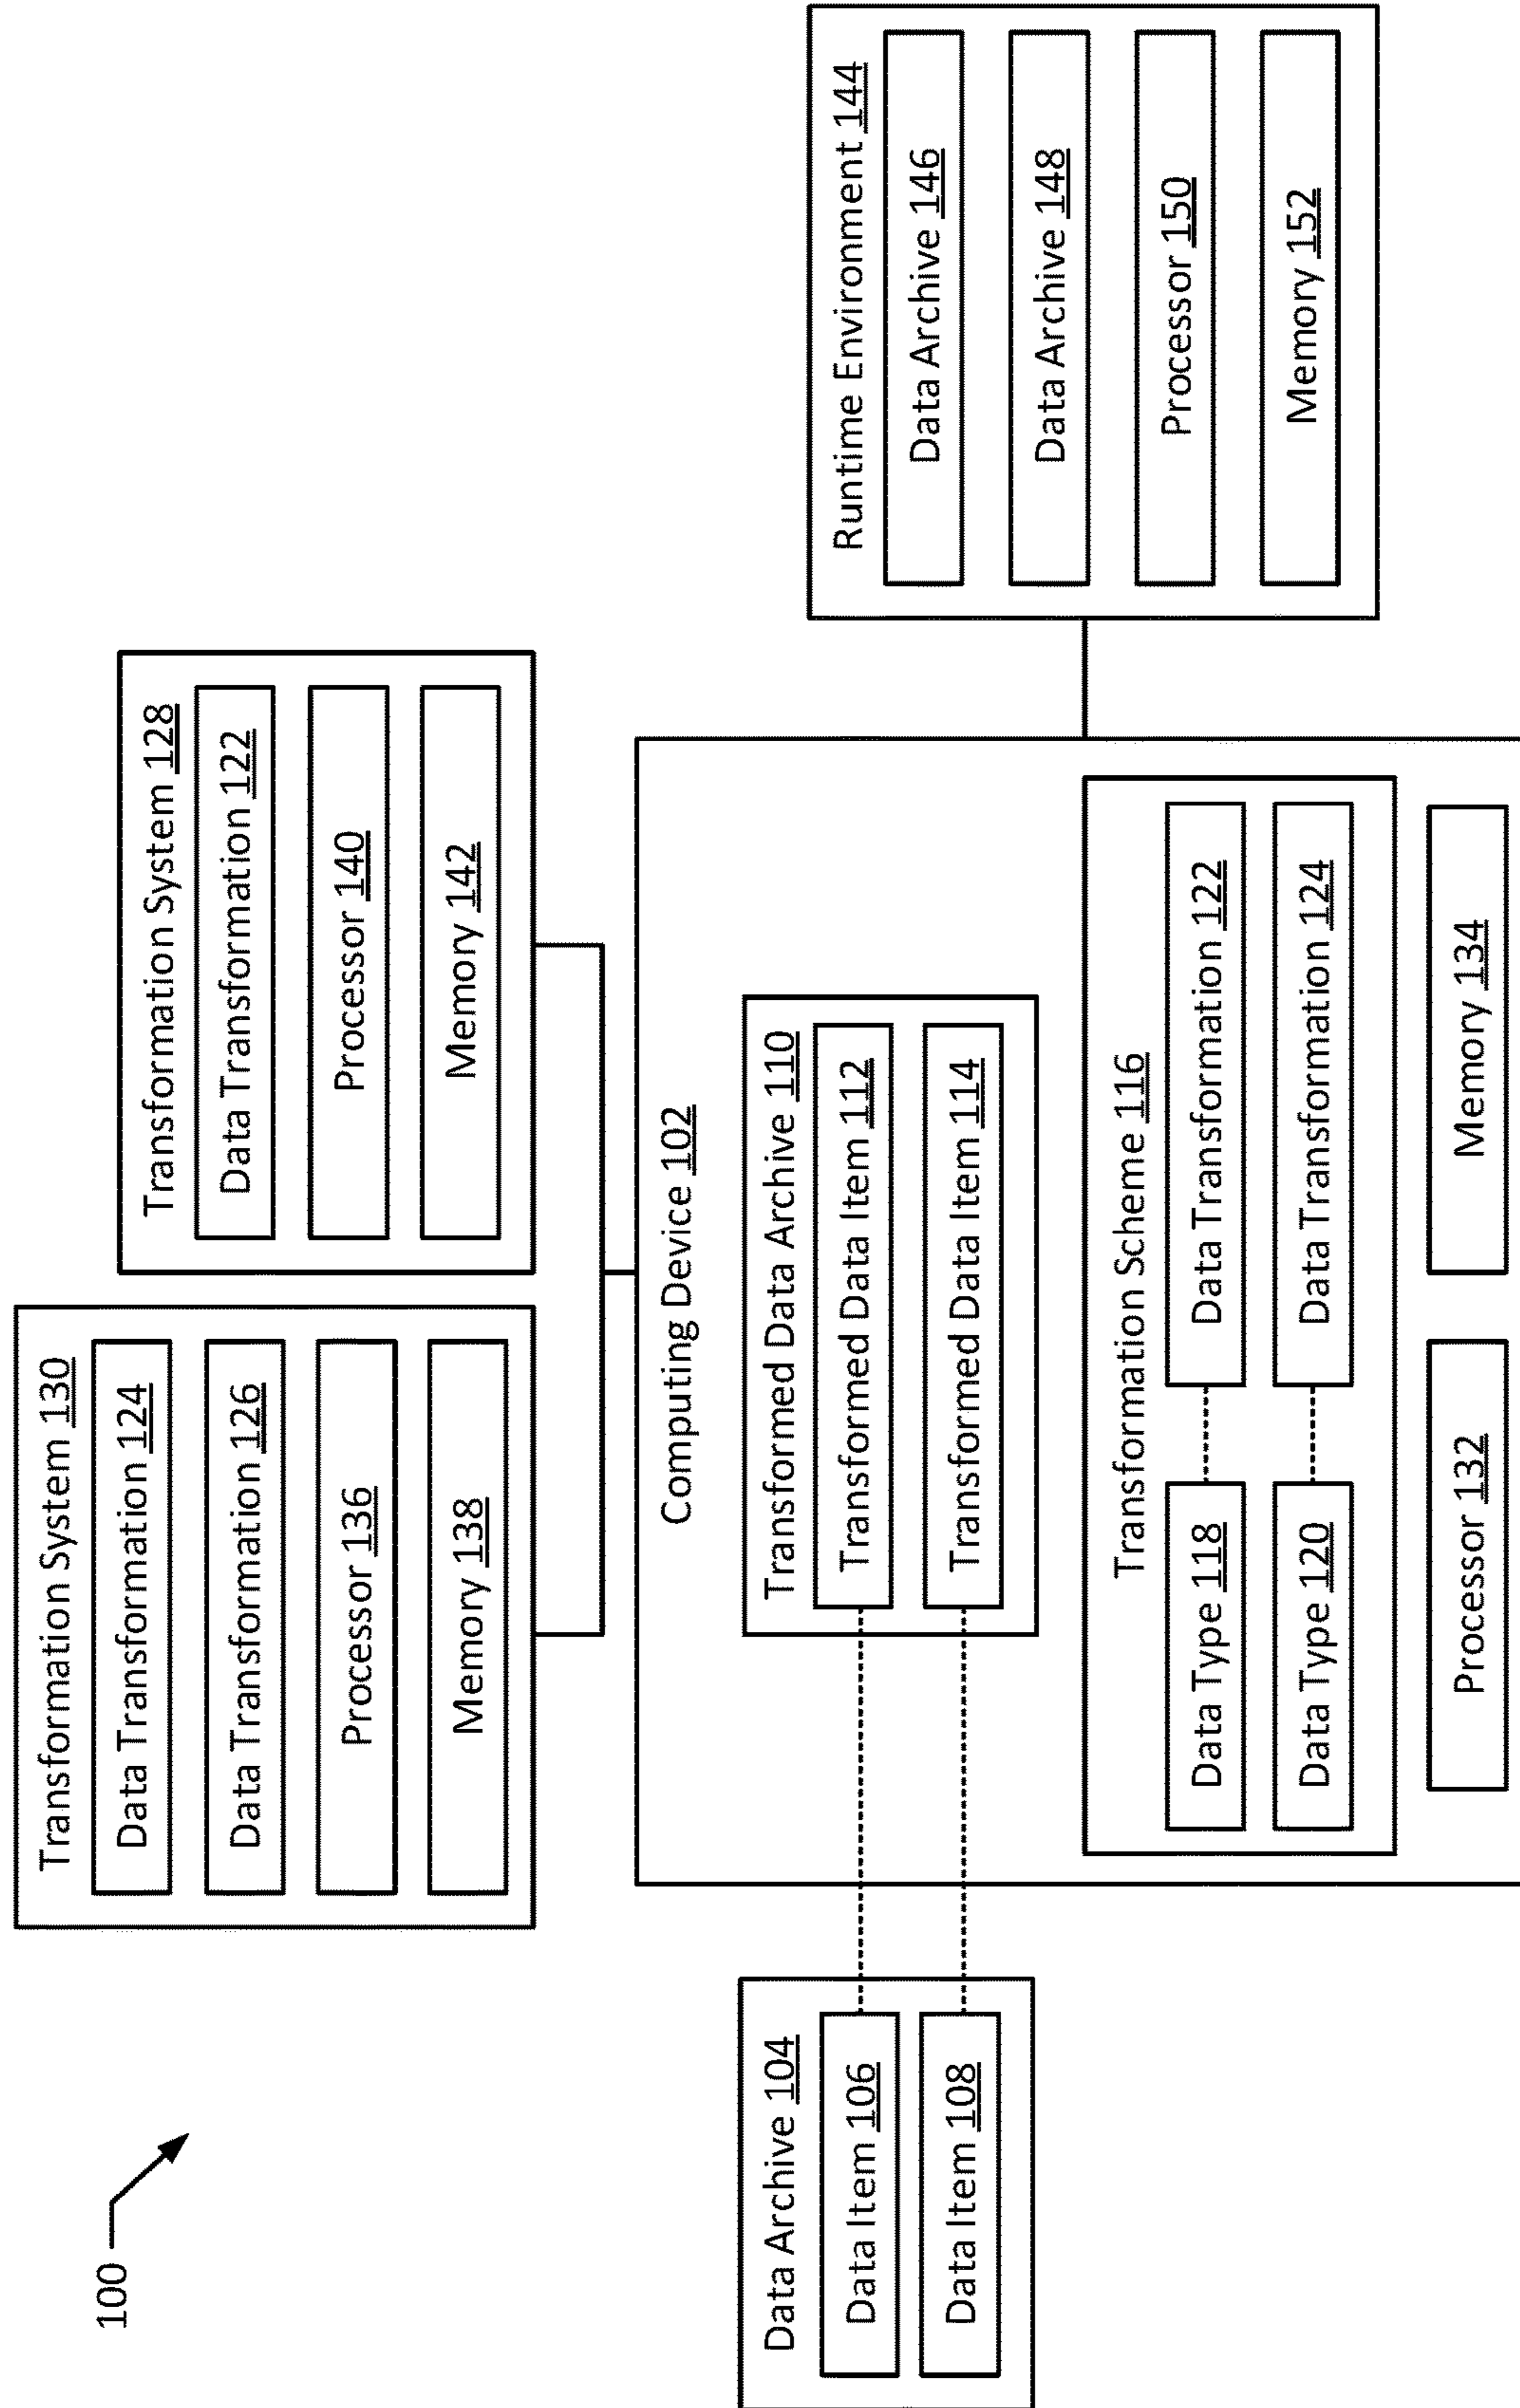 100
Transformation System 130
Data Transformation 124
Data Transformation 126
Processor 136
Memory 138
Transformation System 128
Data Transformation 122
Processor 140
Memory 142
Data Archive 104
Data Item 106
Data Item 108
Computing Device 102
Transformed Data Archive 110
Transformed Data Item 112
Transformed Data Item 114
Transformation Scheme 116
Data Type 118
Data Transformation 122
Data Type 120
Data Transformation 124
Processor 132
Memory 134
Runtime Environment 144
Data Archive 146
Data Archive 148
Processor 150
Memory 152